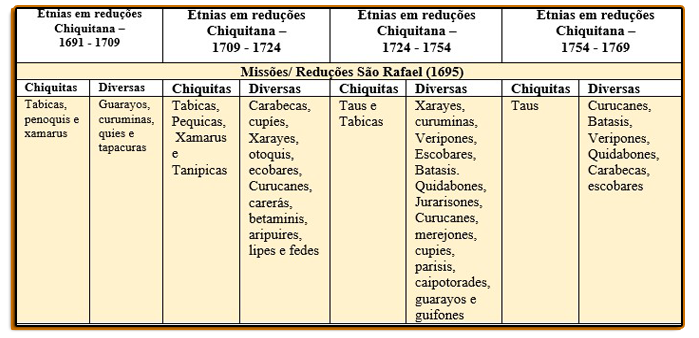 Etnias em reduções
Chiquitana –
1691 - 1709
Etnias em reduções
Chiquitana –
1709 - 1724
Etnias em reduções
Chiquitana –
1724 - 1754
Etnias em reduções
Chiquitana –
1754 - 1769
Missões/ Reduções São Rafael (1695)
Chiquitas
Diversas
Chiquitas
Diversas
Chiquitas
Diversas
Chiquitas
Diversas
Tabicas,
penoquis e
xamarus
Guarayos,
curuminas,
quies e
tapacuras
Tabicas,
Pequicas,
Xamarus
e
Tanipicas
Carabecas,
cupíes,
Xarayes,
otoquis,
ecobares,
Curucanes,
carerás,
betaminis,
aripuires,
lipes e fedes
Taus e
Tabicas
Xarayes,
curuminas,
Veripones,
Escobares,
Batasis.
Quidabones,
Jurarisones,
Curucanes,
merejones,
cupies,
parisis,
caipotorades,
guarayos e
guifones
Taus
Curucanes,
Batasis,
Veripones,
Quidabones,
Carabecas,
escobares